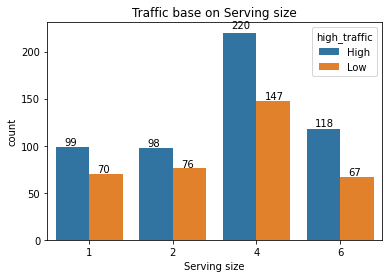 Traffic base on Serving size
high_traffic
High
Low
count
200
150
100
50
0
99
70
98
76
220
147
118
67
1
2
4
6
Serving size